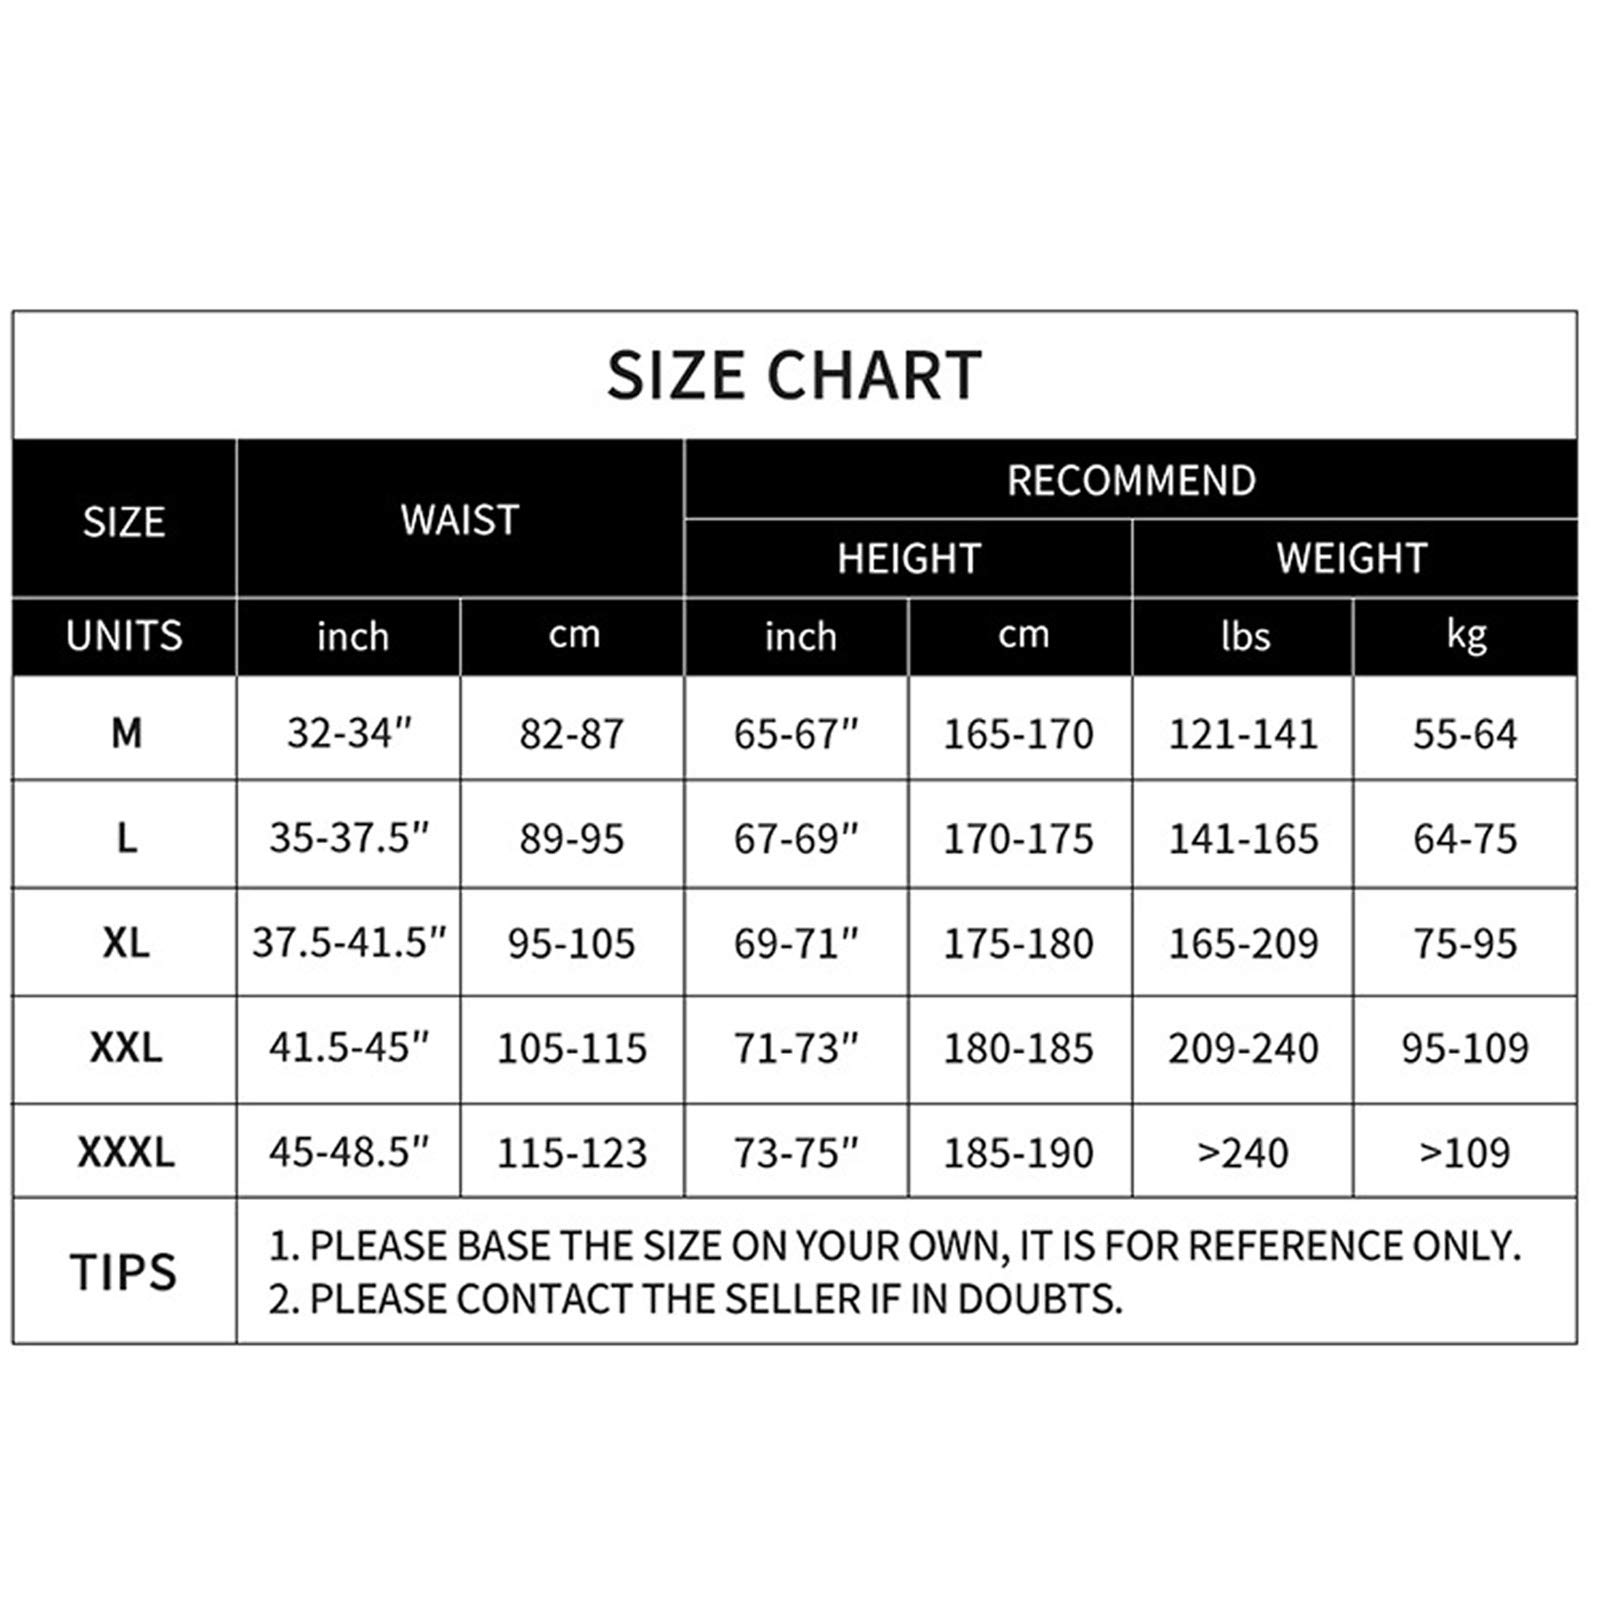 SIZE CHART
SIZE WAIST RECOMMEND
HEIGHT WEIGHT
UNITS inch cm inch cm lbs kg
M 32-34" 82-87 65-67" 165-170 121-141 55-64
L 35-37.5" 89-95 67-69" 170-175 141-165 64-75
XL 37.5-41.5" 95-105 69-71" 175-180 165-209 75-95
XXL 41.5-45" 105-115 71-73" 180-185 209-240 95-109
XXXL 45-48.5" 115-123 73-75" 185-190 >240 >109
TIPS 1. PLEASE BASE THE SIZE ON YOUR OWN, IT IS FOR REFERENCE ONLY.
2. PLEASE CONTACT THE SELLER IF IN DOUBTS.